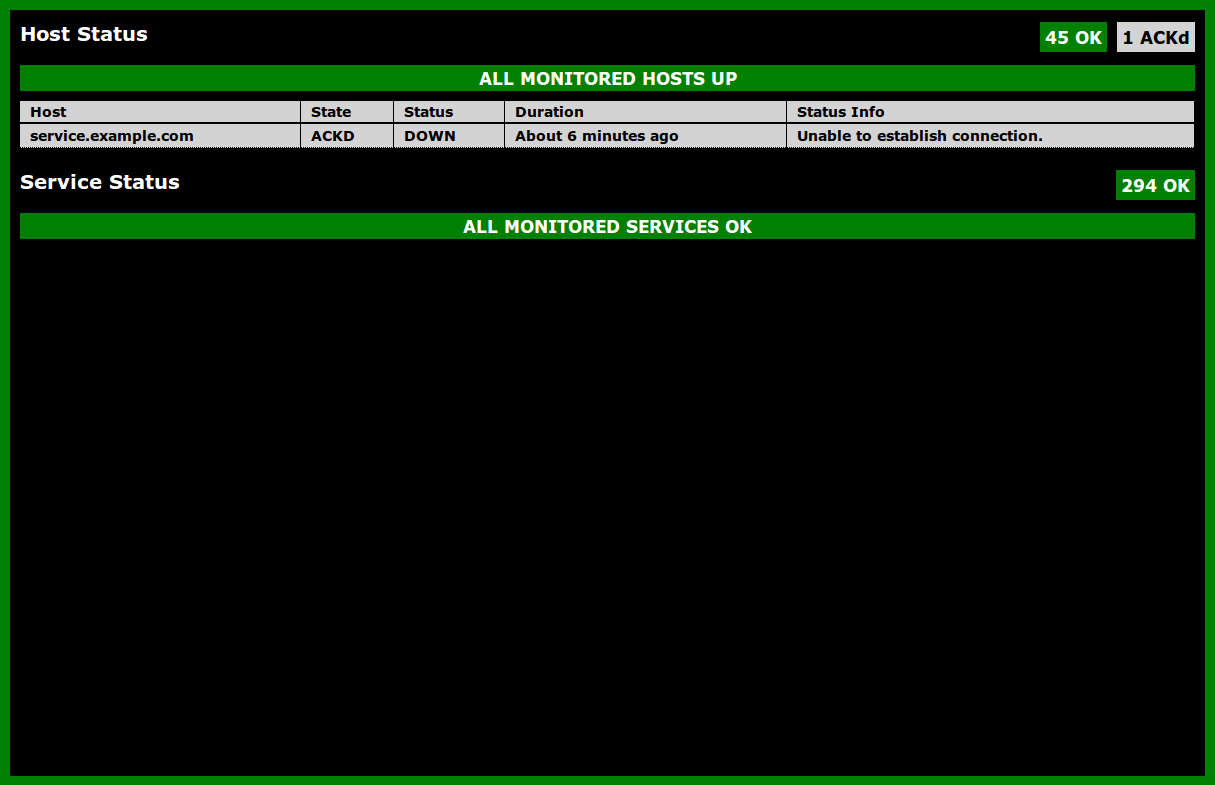 Host Status
45 OK 1 ACKd
ALL MONITORED HOSTS UP
Host State Status Duration Status Info
service.example.com ACKD DOWN About 6 minutes ago Unable to establish connection.
Service Status
294 OK
ALL MONITORED SERVICES OK